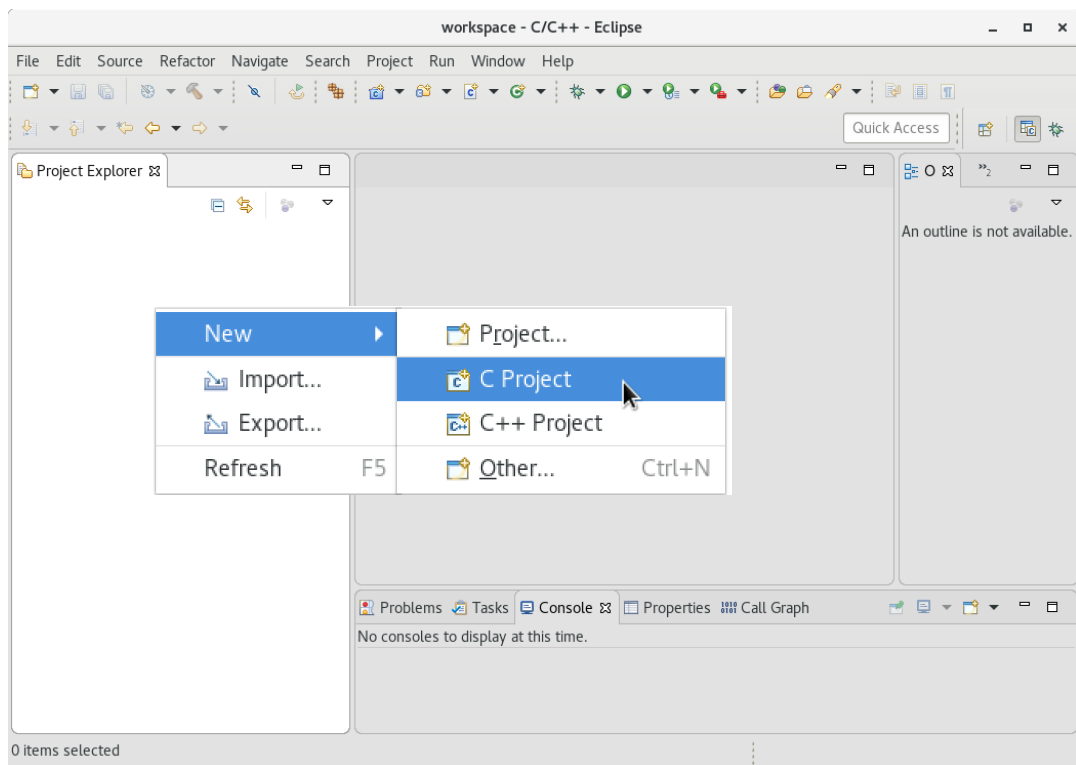 workspace - C/C++ - Eclipse
File Edit Source Refactor Navigate Search Project Run Window Help
Quick Access
Project Explorer
O
»2
An outline is not available.
New
Import...
Export...
Refresh F5
Project...
C Project
C++ Project
Other... Ctrl+N
Problems Tasks Console Properties Call Graph
No consoles to display at this time.
0 items selected